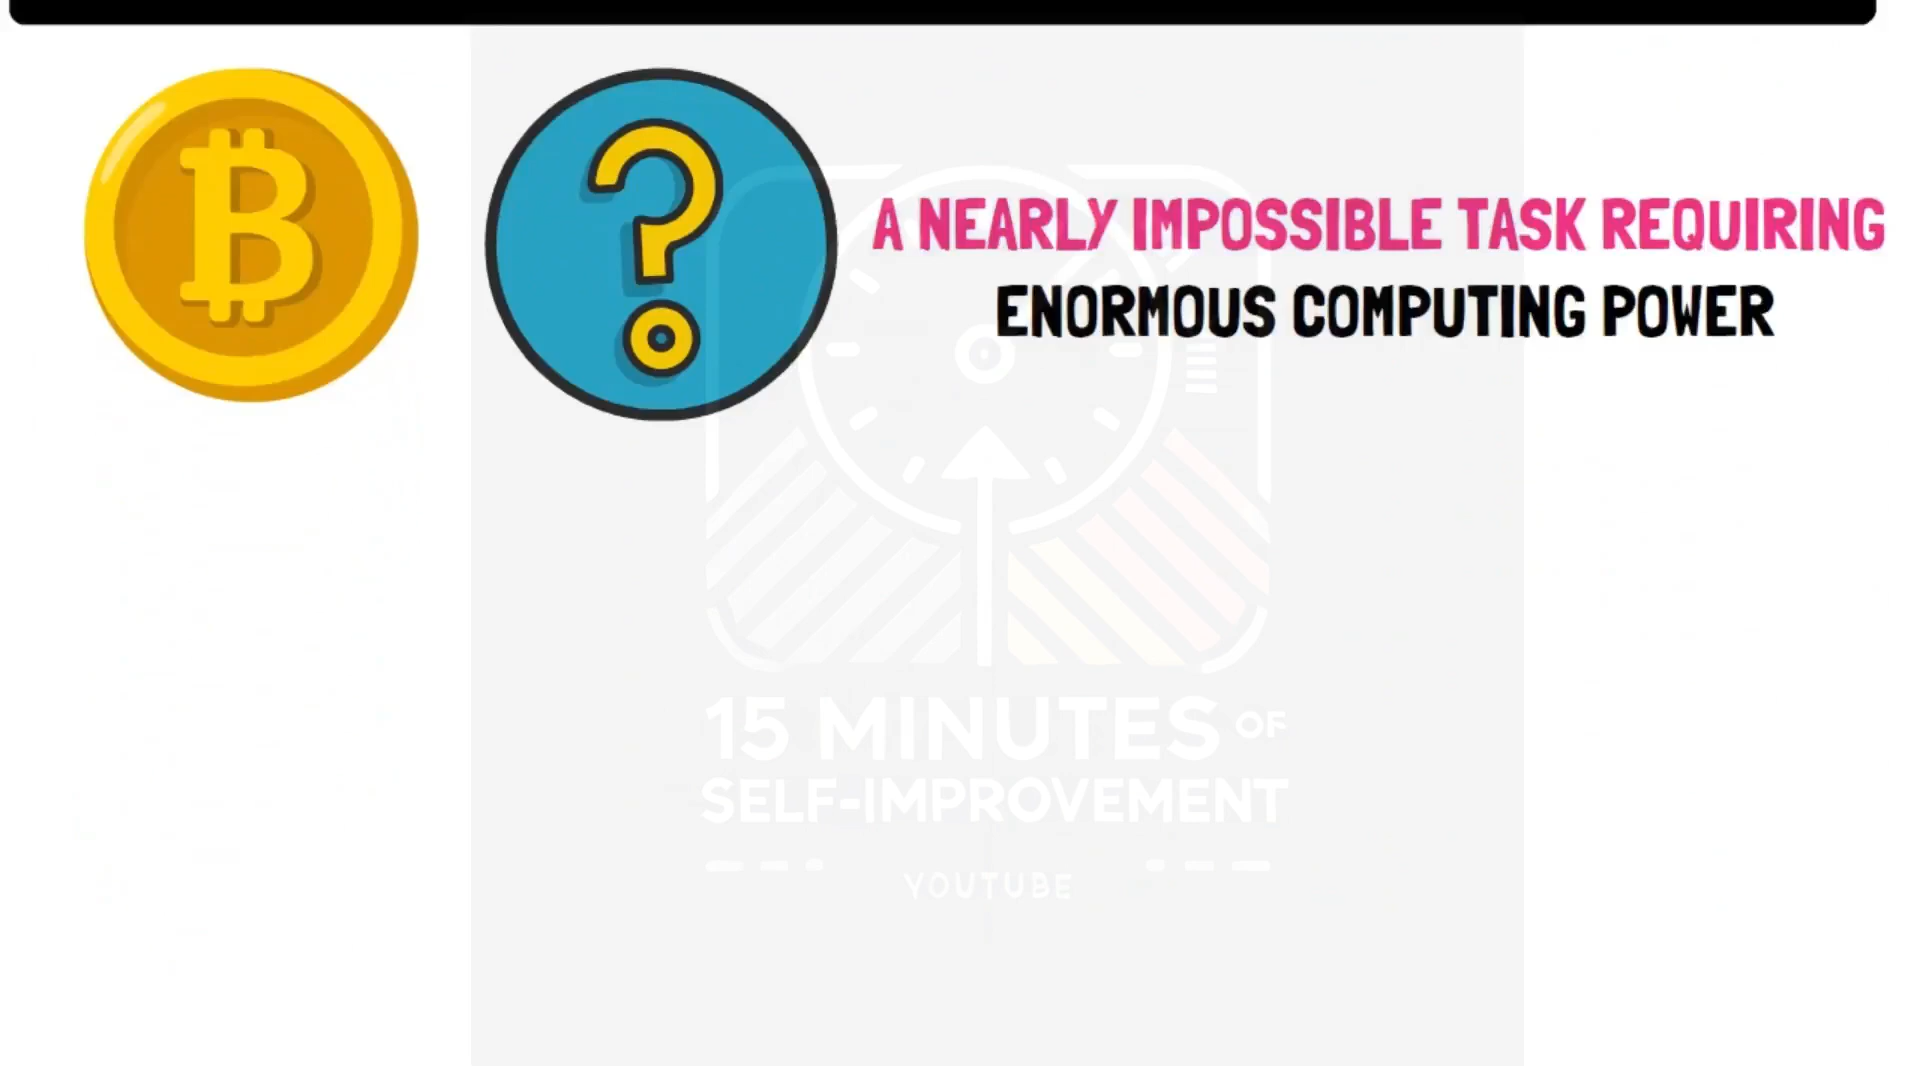 A NEARLY IMPOSSIBLE TASK REQUIRING
ENORMOUS COMPUTING POWER
15 MINUTES OF
SELF-IMPROVEMENT
YOUTUBE